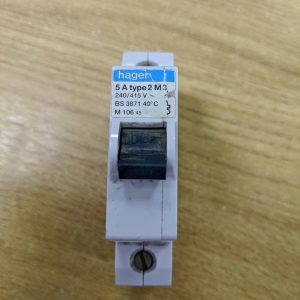 hager
5 A type 2 M3
240/415 V ~
BS 3871 40°C
M 106